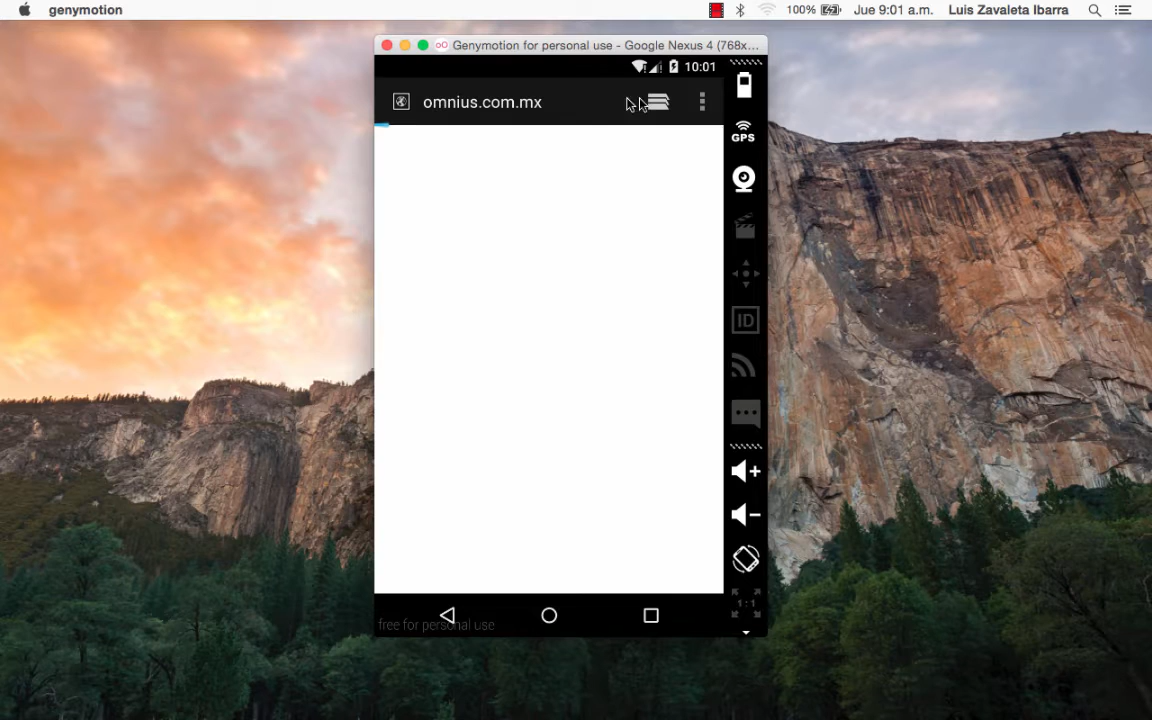 genymotion
100%
Jue 9:01 a.m.
Luis Zavaleta Ibarra
Genymotion for personal use - Google Nexus 4 (768x...
10:01
omnius.com.mx
GPS
ID
1:1
free for personal use